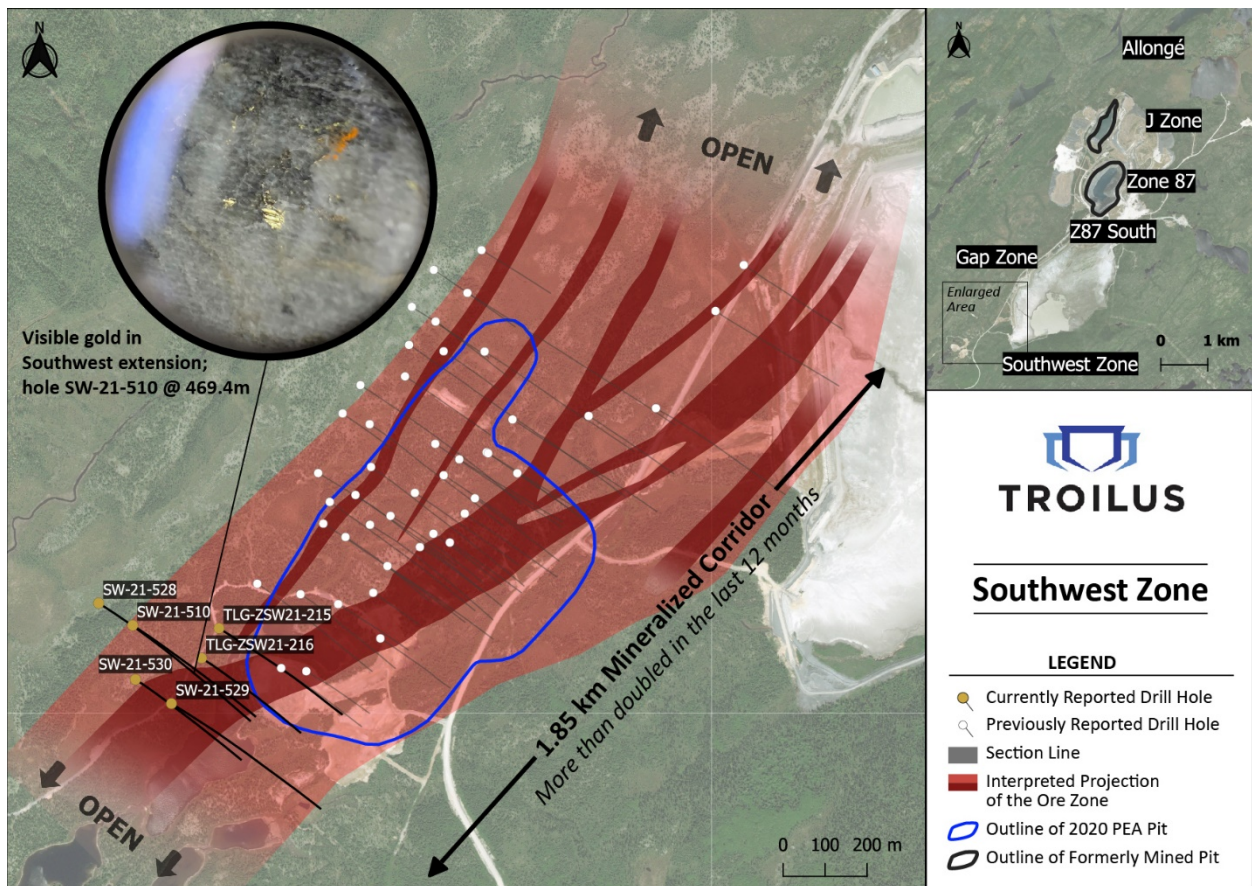 N
OPEN
Visible gold in
Southwest extension;
hole SW-21-510 @ 469.4m
SW-21-528
SW-21-510
TLG-ZSW21-215
TLG-ZSW21-216
SW-21-530
SW-21-529
1.85 km Mineralized Corridor
More than doubled in the last 12 months
OPEN
0 100 200 m
N
Allongé
J Zone
Zone 87
Z87 South
Gap Zone
Enlarged
Area
0 1 km
Southwest Zone
TROILUS
Southwest Zone
LEGEND
Currently Reported Drill Hole
Previously Reported Drill Hole
Section Line
Interpreted Projection
of the Ore Zone
Outline of 2020 PEA Pit
Outline of Formerly Mined Pit